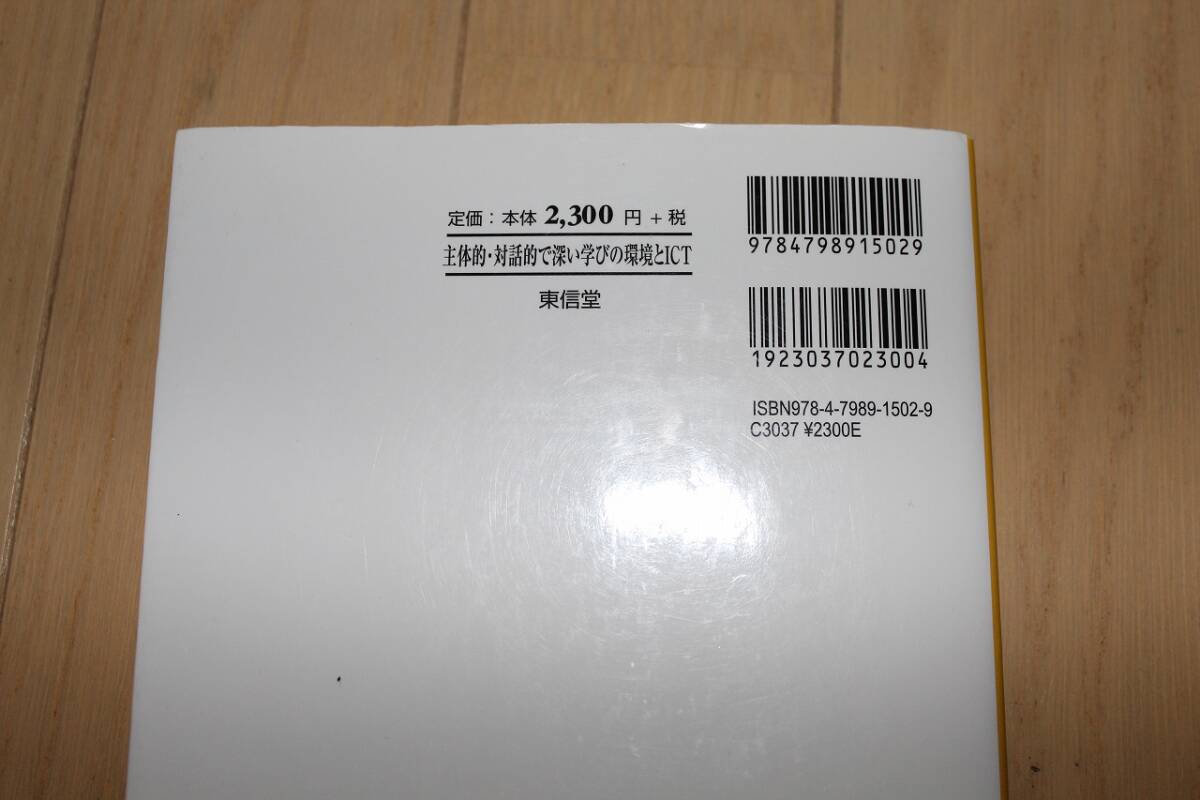 定価：本体 2,300 円 + 税
主体的・対話的で深い学びの環境とICT
東信堂
9784798915029
1923037023004
ISBN978-4-7989-1502-9
C3037 ¥2300E